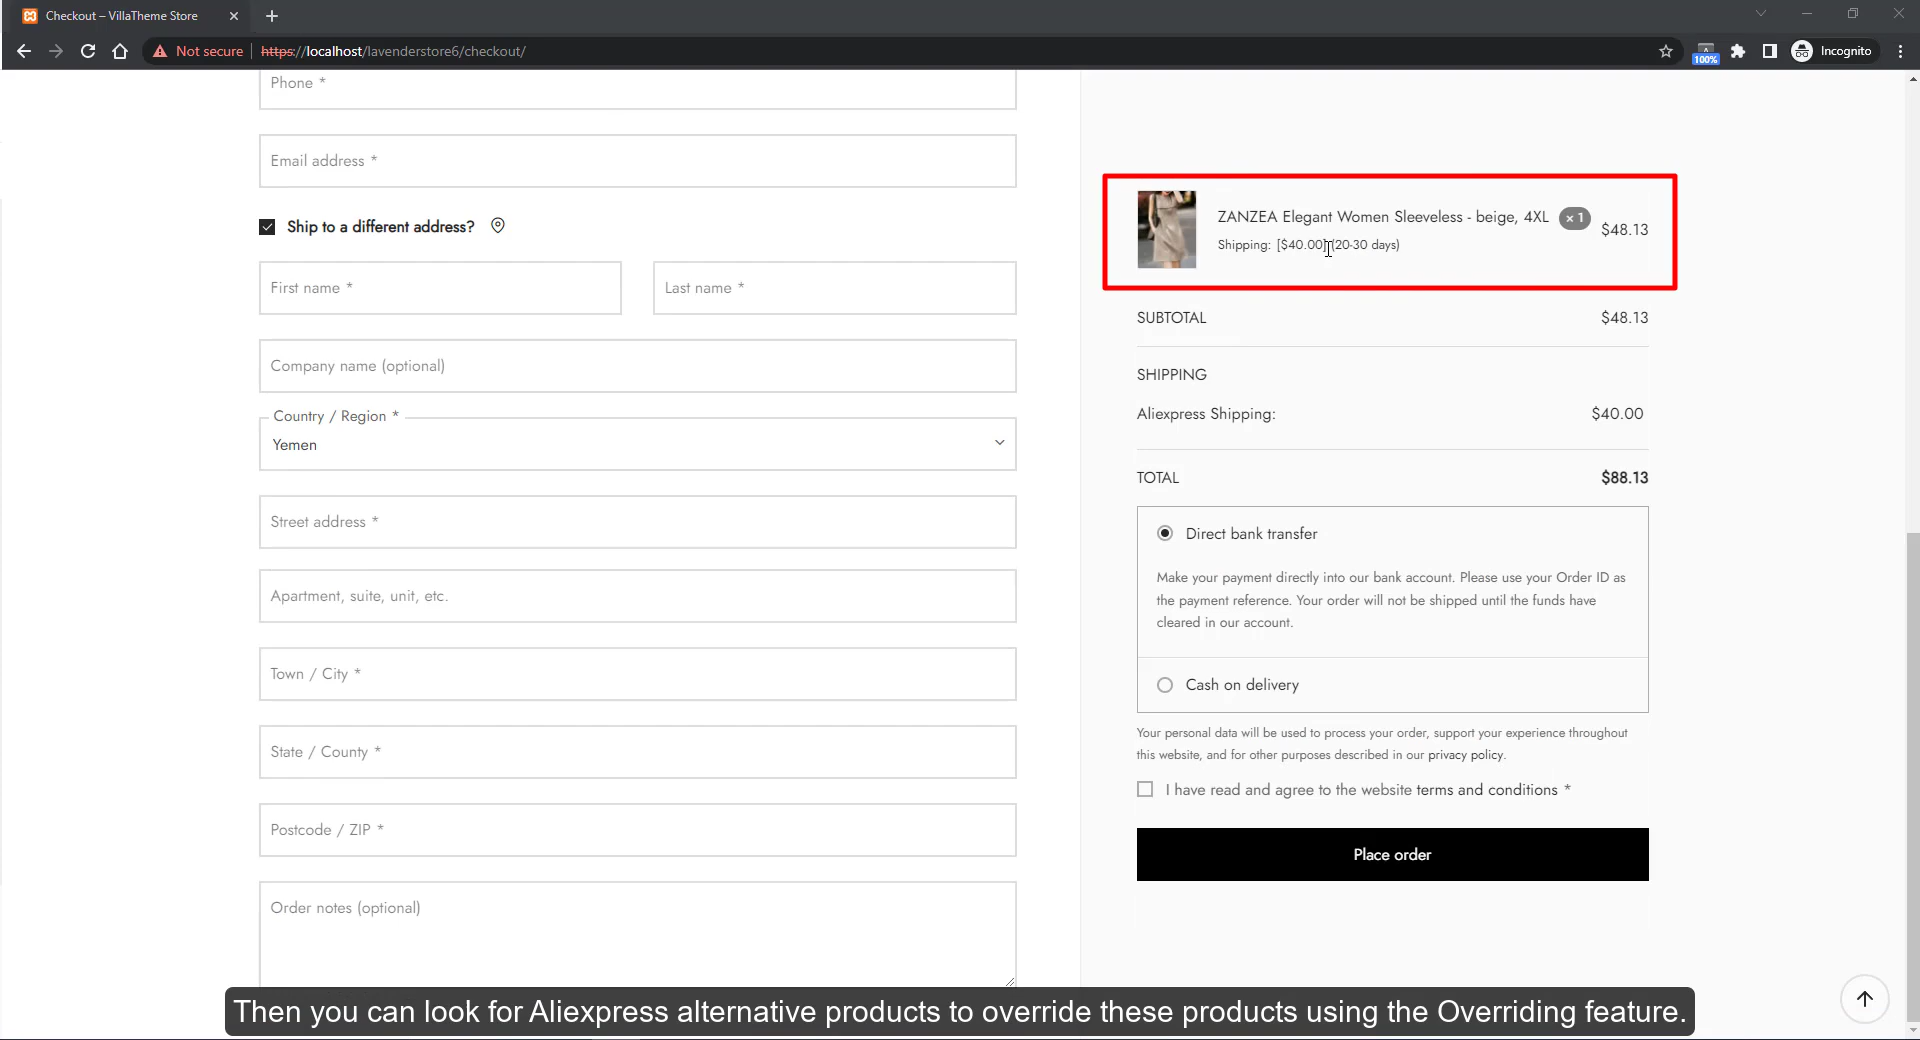 Checkout – VillaTheme Store
Not secure
https://localhost/lavenderstore6/checkout/
100%
Incognito
Phone *
Email address *
Ship to a different address?
First name *
Last name *
Company name (optional)
Country / Region *
Yemen
Street address *
Apartment, suite, unit, etc.
Town / City *
State / County *
Postcode / ZIP *
Order notes (optional)
ZANZEA Elegant Women Sleeveless - beige, 4XL × 1
$48.13
Shipping: [$40.00] (20-30 days)
SUBTOTAL $48.13
SHIPPING
Aliexpress Shipping: $40.00
TOTAL $88.13
Direct bank transfer
Make your payment directly into our bank account. Please use your Order ID as
the payment reference. Your order will not be shipped until the funds have
cleared in our account.
Cash on delivery
Your personal data will be used to process your order, support your experience throughout
this website, and for other purposes described in our privacy policy.
I have read and agree to the website terms and conditions *
Place order
Then you can look for Aliexpress alternative products to override these products using the Overriding feature.